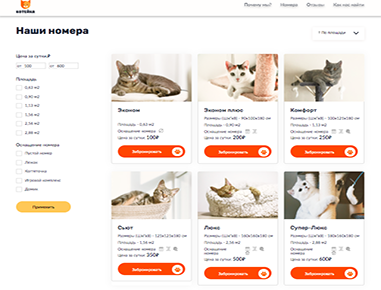 КОТЕЙКА
Почему мы? Номера Отзывы Как нас найти
Наши номера
По площади
Цена за сутки, ₽
от 100 до 600
Площадь
0,63 м2
0,90 м2
1,13 м2
1,56 м2
2,56 м2
2,88 м2
Оснащение номера
Пустой номер
Лежак
Когтеточка
Игровой комплекс
Домик
Применить
Эконом
Площадь - 0,63 м2
Оснащение номера
Цена за сутки: 100₽
Забронировать
Эконом плюс
Размеры (ШхГхВ) - 90х100х180 см
Площадь - 0,90 м2
Оснащение номера
Цена за сутки: 200₽
Забронировать
Комфорт
Размеры (ШхГхВ) - 100х125х180 см
Площадь - 1,13 м2
Оснащение номера
Цена за сутки: 250₽
Забронировать
Сьют
Размеры (ШхГхВ) - 125х125х180 см
Площадь - 1,56 м2
Цена за сутки: 350₽
Забронировать
Люкс
Размеры (ШхГхВ) - 160х160х180 см
Площадь - 2,56 м2
Оснащение номера
Цена за сутки: 500₽
Забронировать
Супер-Люкс
Размеры (ШхГхВ) - 180х160х180 см
Площадь - 2,88 м2
Оснащение номера
Цена за сутки: 600₽
Забронировать